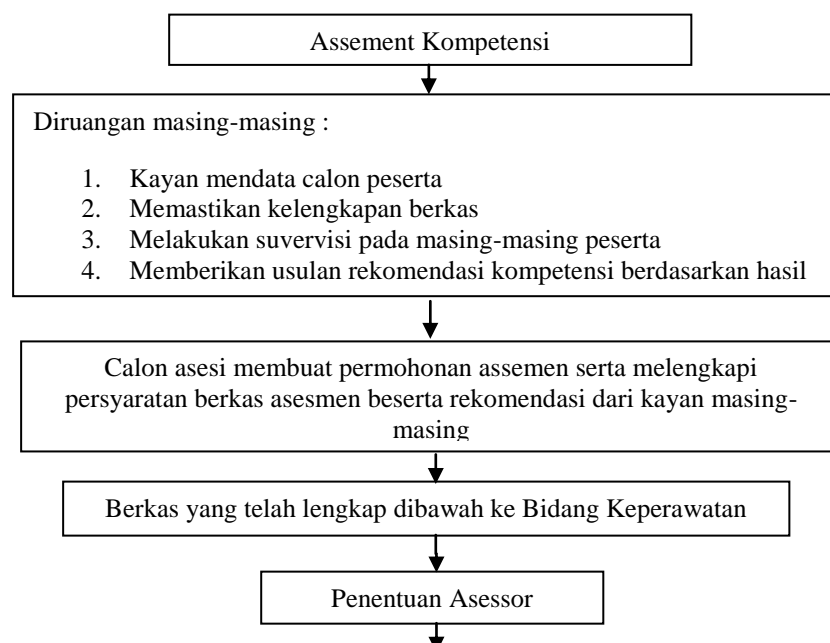 Assement Kompetensi
Diruangan masing-masing :
1. Kayan mendata calon peserta
2. Memastikan kelengkapan berkas
3. Melakukan suvervisi pada masing-masing peserta
4. Memberikan usulan rekomendasi kompetensi berdasarkan hasil
Calon asesi membuat permohonan assemen serta melengkapi
persyaratan berkas asesmen beserta rekomendasi dari kayan masing-
masing
Berkas yang telah lengkap dibawah ke Bidang Keperawatan
Penentuan Asessor